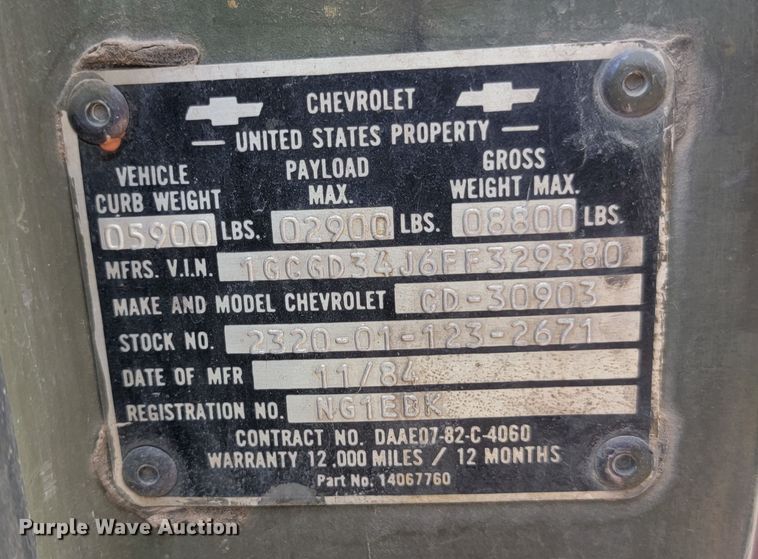 CHEVROLET
— UNITED STATES PROPERTY —
VEHICLE CURB WEIGHT 05900 LBS. PAYLOAD MAX. 02900 LBS. GROSS WEIGHT MAX. 08800 LBS.
MFRS. V.I.N. 1GCGD34J6FF329380
MAKE AND MODEL CHEVROLET CD-30903
STOCK NO. 2320-01-123-2671
DATE OF MFR 11/84
REGISTRATION NO. NG1EBK
CONTRACT NO. DAAE07-82-C-4060
WARRANTY 12,000 MILES / 12 MONTHS
Part No. 14067760
Purple Wave Auction